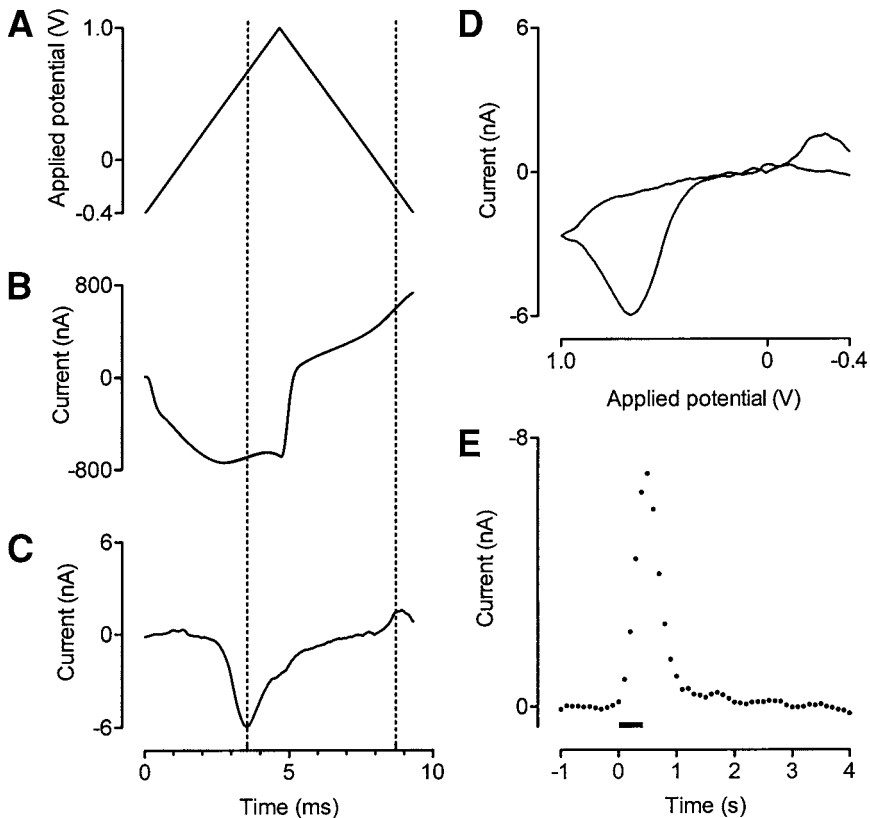 A
Applied potential (V)
1.0
0
-0.4
B
Current (nA)
800
0
-800
C
Current (nA)
6
0
-6
0
5
10
Time (ms)
D
Current (nA)
6
0
-6
1.0
0
-0.4
Applied potential (V)
E
Current (nA)
-8
0
-1
0
1
2
3
4
Time (s)